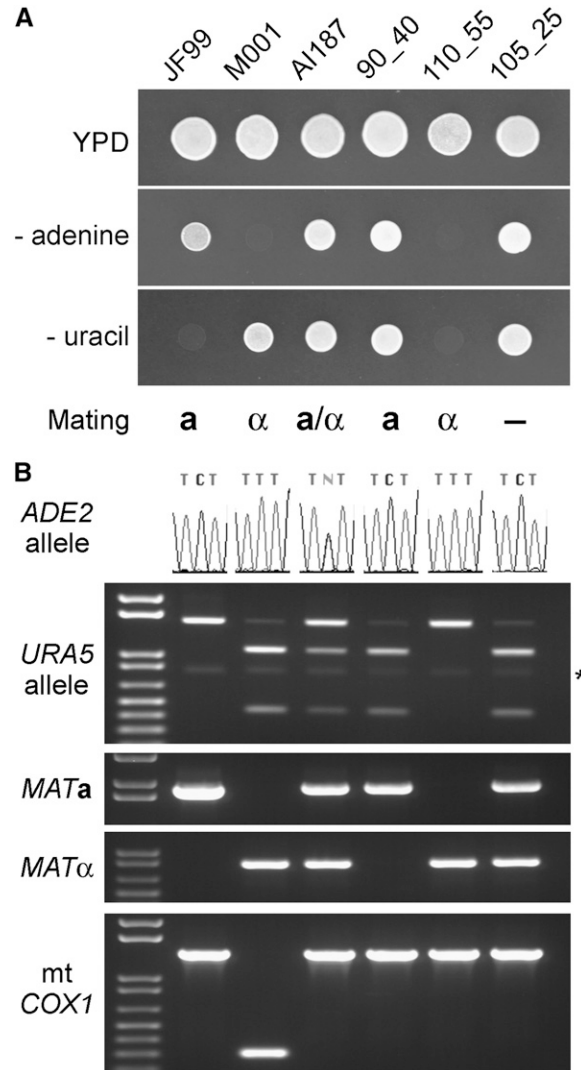 A
JF99 M001 AI187 90_40 110_55 105_25
YPD
- adenine
- uracil
Mating a α a/α a α –
B
TCT TTT TNT TCT TTT TCT
ADE2
allele
URA5
allele
*
MATa
MATα
mt
COX1